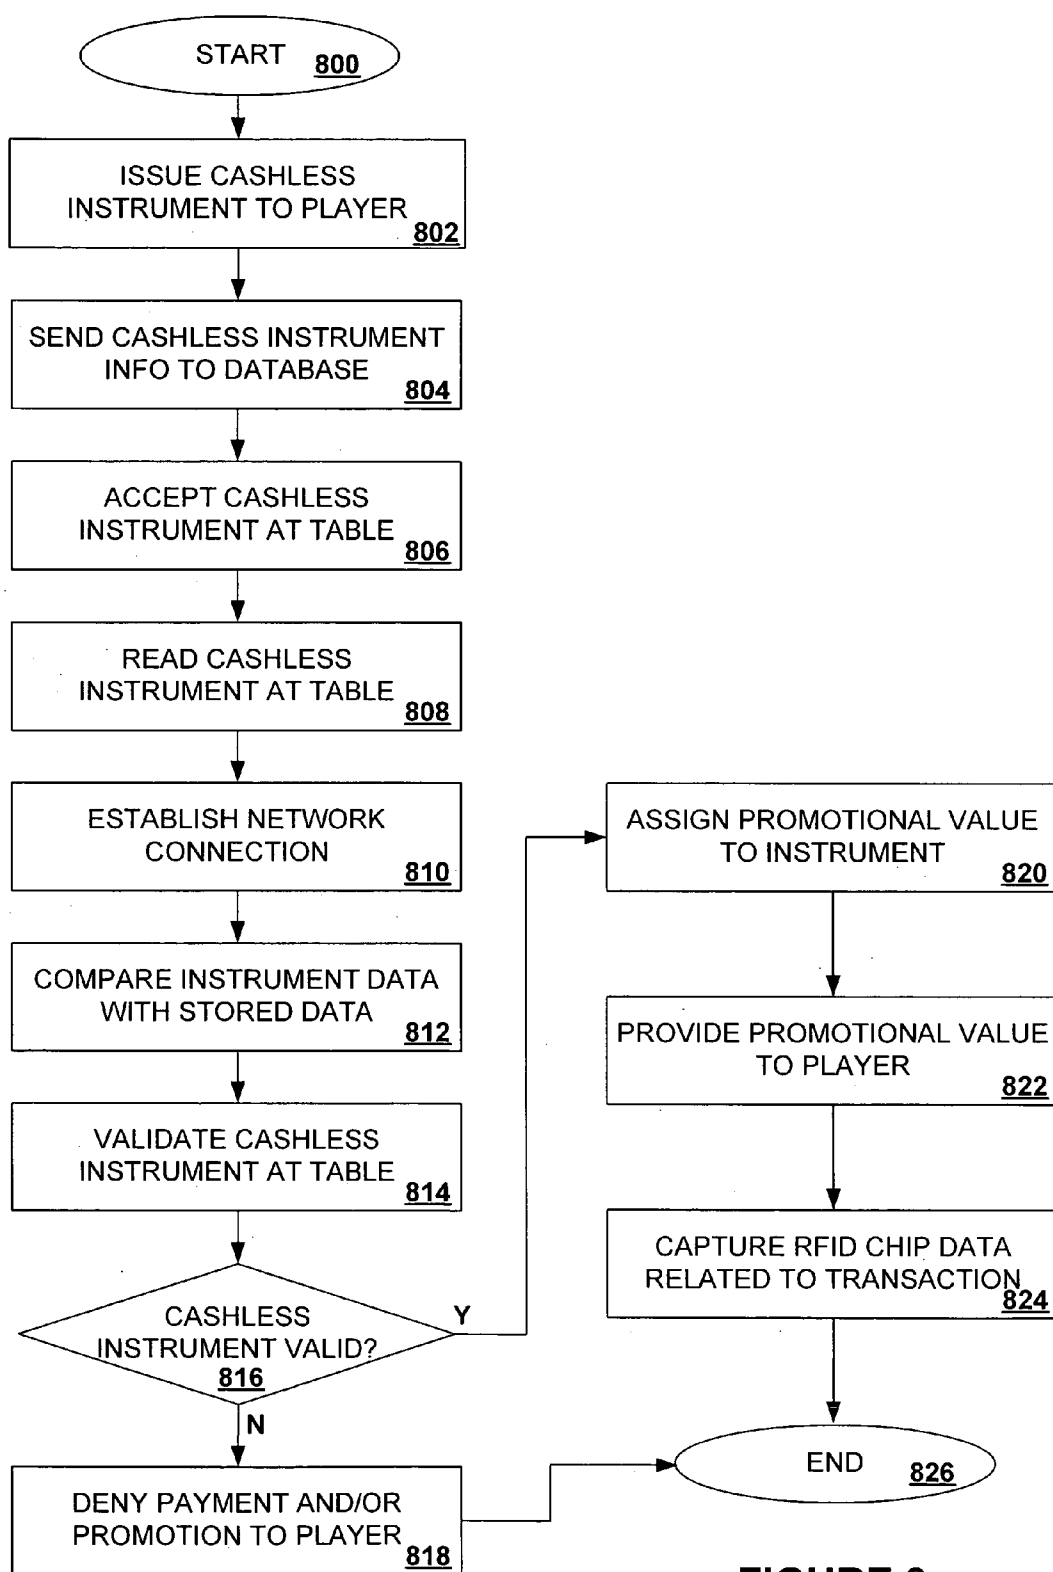 START 800
ISSUE CASHLESS
INSTRUMENT TO PLAYER
802
SEND CASHLESS INSTRUMENT
INFO TO DATABASE
804
ACCEPT CASHLESS
INSTRUMENT AT TABLE
806
READ CASHLESS
INSTRUMENT AT TABLE
808
ESTABLISH NETWORK
CONNECTION
810
COMPARE INSTRUMENT DATA
WITH STORED DATA
812
VALIDATE CASHLESS
INSTRUMENT AT TABLE
814
CASHLESS
INSTRUMENT VALID?
816
Y
N
DENY PAYMENT AND/OR
PROMOTION TO PLAYER
818
ASSIGN PROMOTIONAL VALUE
TO INSTRUMENT
820
PROVIDE PROMOTIONAL VALUE
TO PLAYER
822
CAPTURE RFID CHIP DATA
RELATED TO TRANSACTION
824
END 826